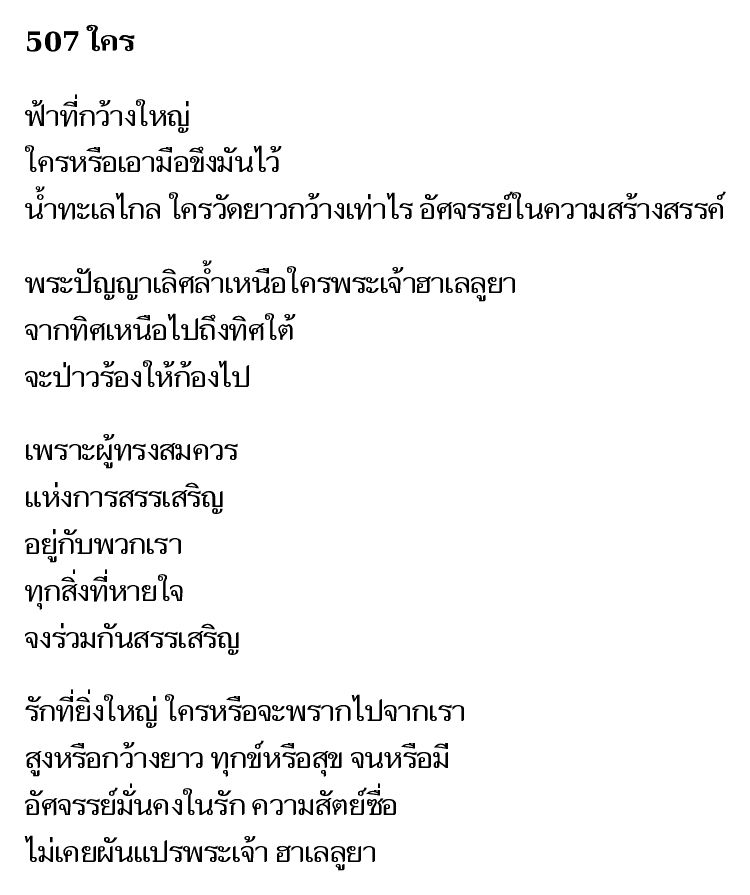 507 ใคร
ฟ้าที่กว้างใหญ่
ใครหรือเอามือขึงมันไว้
น้ำทะเลไกล ใครวัดยาวกว้างเท่าไร อัศจรรย์ในความสร้างสรรค์
พระปัญญาเลิศล้ำเหนือใครพระเจ้าฮาเลลูยา
จากทิศเหนือไปถึงทิศใต้
จะป่าวร้องให้ก้องไป
เพราะผู้ทรงสมควร
แห่งการสรรเสริญ
อยู่กับพวกเรา
ทุกสิ่งที่หายใจ
จงร่วมกันสรรเสริญ
รักที่ยิ่งใหญ่ ใครหรือจะพรากไปจากเรา
สูงหรือกว้างยาว ทุกข์หรือสุข จนหรือมี
อัศจรรย์มั่นคงในรัก ความสัตย์ซื่อ
ไม่เคยผันแปรพระเจ้า ฮาเลลูยา